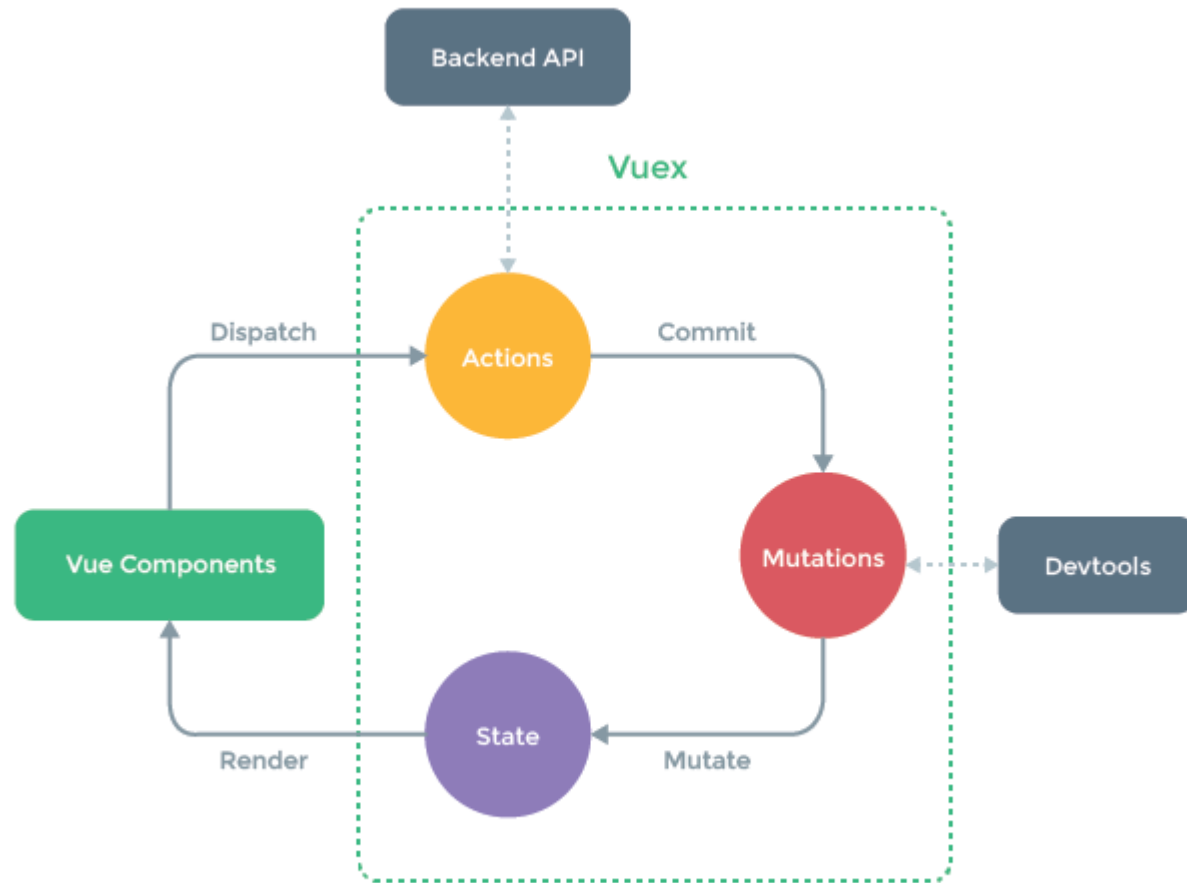 Backend API
Vuex
Dispatch
Commit
Actions
Vue Components
Mutations
Devtools
State
Render
Mutate